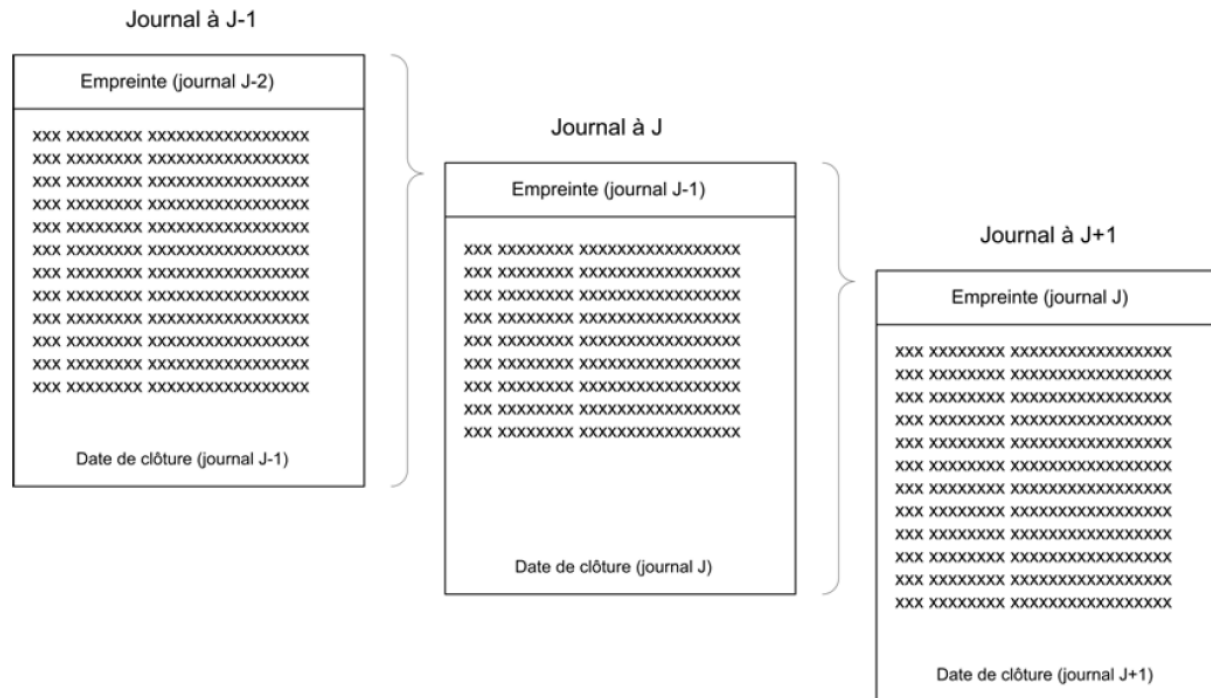 Journal à J-1
Empreinte (journal J-2)
xxx xxxxxxxx xxxxxxxxxxxxxxxxx
xxx xxxxxxxx xxxxxxxxxxxxxxxxx
xxx xxxxxxxx xxxxxxxxxxxxxxxxx
xxx xxxxxxxx xxxxxxxxxxxxxxxxx
xxx xxxxxxxx xxxxxxxxxxxxxxxxx
xxx xxxxxxxx xxxxxxxxxxxxxxxxx
xxx xxxxxxxx xxxxxxxxxxxxxxxxx
xxx xxxxxxxx xxxxxxxxxxxxxxxxx
xxx xxxxxxxx xxxxxxxxxxxxxxxxx
xxx xxxxxxxx xxxxxxxxxxxxxxxxx
xxx xxxxxxxx xxxxxxxxxxxxxxxxx
xxx xxxxxxxx xxxxxxxxxxxxxxxxx
Date de clôture (journal J-1)
Journal à J
Empreinte (journal J-1)
xxx xxxxxxxx xxxxxxxxxxxxxxxxx
xxx xxxxxxxx xxxxxxxxxxxxxxxxx
xxx xxxxxxxx xxxxxxxxxxxxxxxxx
xxx xxxxxxxx xxxxxxxxxxxxxxxxx
xxx xxxxxxxx xxxxxxxxxxxxxxxxx
xxx xxxxxxxx xxxxxxxxxxxxxxxxx
xxx xxxxxxxx xxxxxxxxxxxxxxxxx
xxx xxxxxxxx xxxxxxxxxxxxxxxxx
xxx xxxxxxxx xxxxxxxxxxxxxxxxx
Date de clôture (journal J)
Journal à J+1
Empreinte (journal J)
xxx xxxxxxxx xxxxxxxxxxxxxxxxx
xxx xxxxxxxx xxxxxxxxxxxxxxxxx
xxx xxxxxxxx xxxxxxxxxxxxxxxxx
xxx xxxxxxxx xxxxxxxxxxxxxxxxx
xxx xxxxxxxx xxxxxxxxxxxxxxxxx
xxx xxxxxxxx xxxxxxxxxxxxxxxxx
xxx xxxxxxxx xxxxxxxxxxxxxxxxx
xxx xxxxxxxx xxxxxxxxxxxxxxxxx
xxx xxxxxxxx xxxxxxxxxxxxxxxxx
xxx xxxxxxxx xxxxxxxxxxxxxxxxx
xxx xxxxxxxx xxxxxxxxxxxxxxxxx
xxx xxxxxxxx xxxxxxxxxxxxxxxxx
Date de clôture (journal J+1)